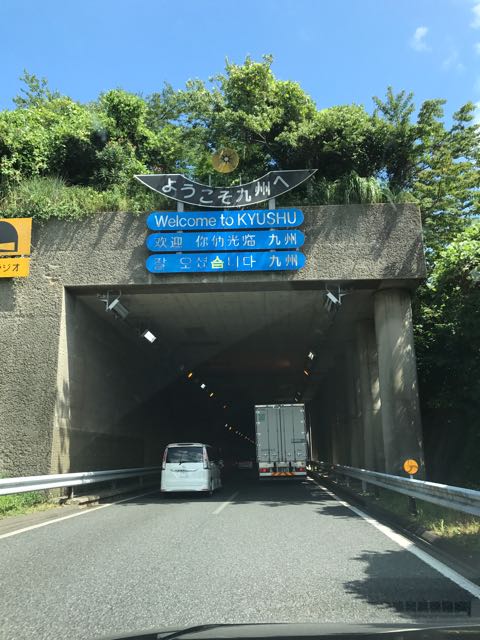 ようこそ九州へ
Welcome to KYUSHU
欢迎 你们光临 九州
잘 오셨습니다 九州
ラジオ